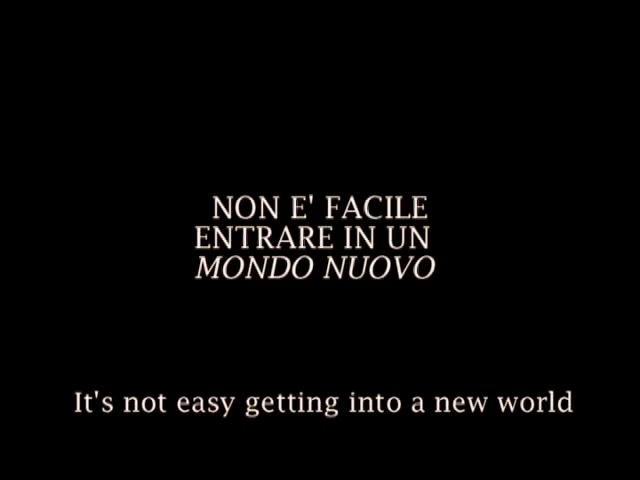 NON E' FACILE
ENTRARE IN UN
MONDO NUOVO
It's not easy getting into a new world